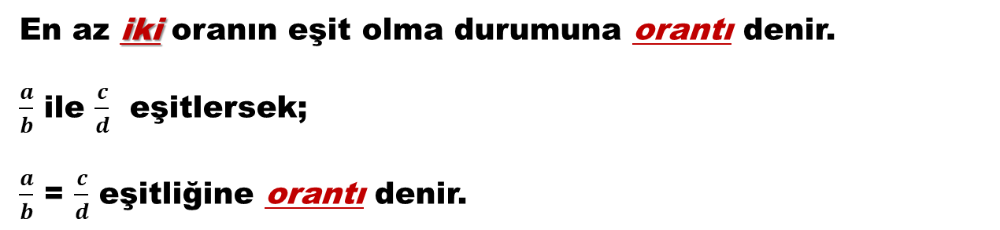 En az iki oranın eşit olma durumuna orantı denir.
a/b ile c/d eşitlersek;
a/b = c/d eşitliğine orantı denir.